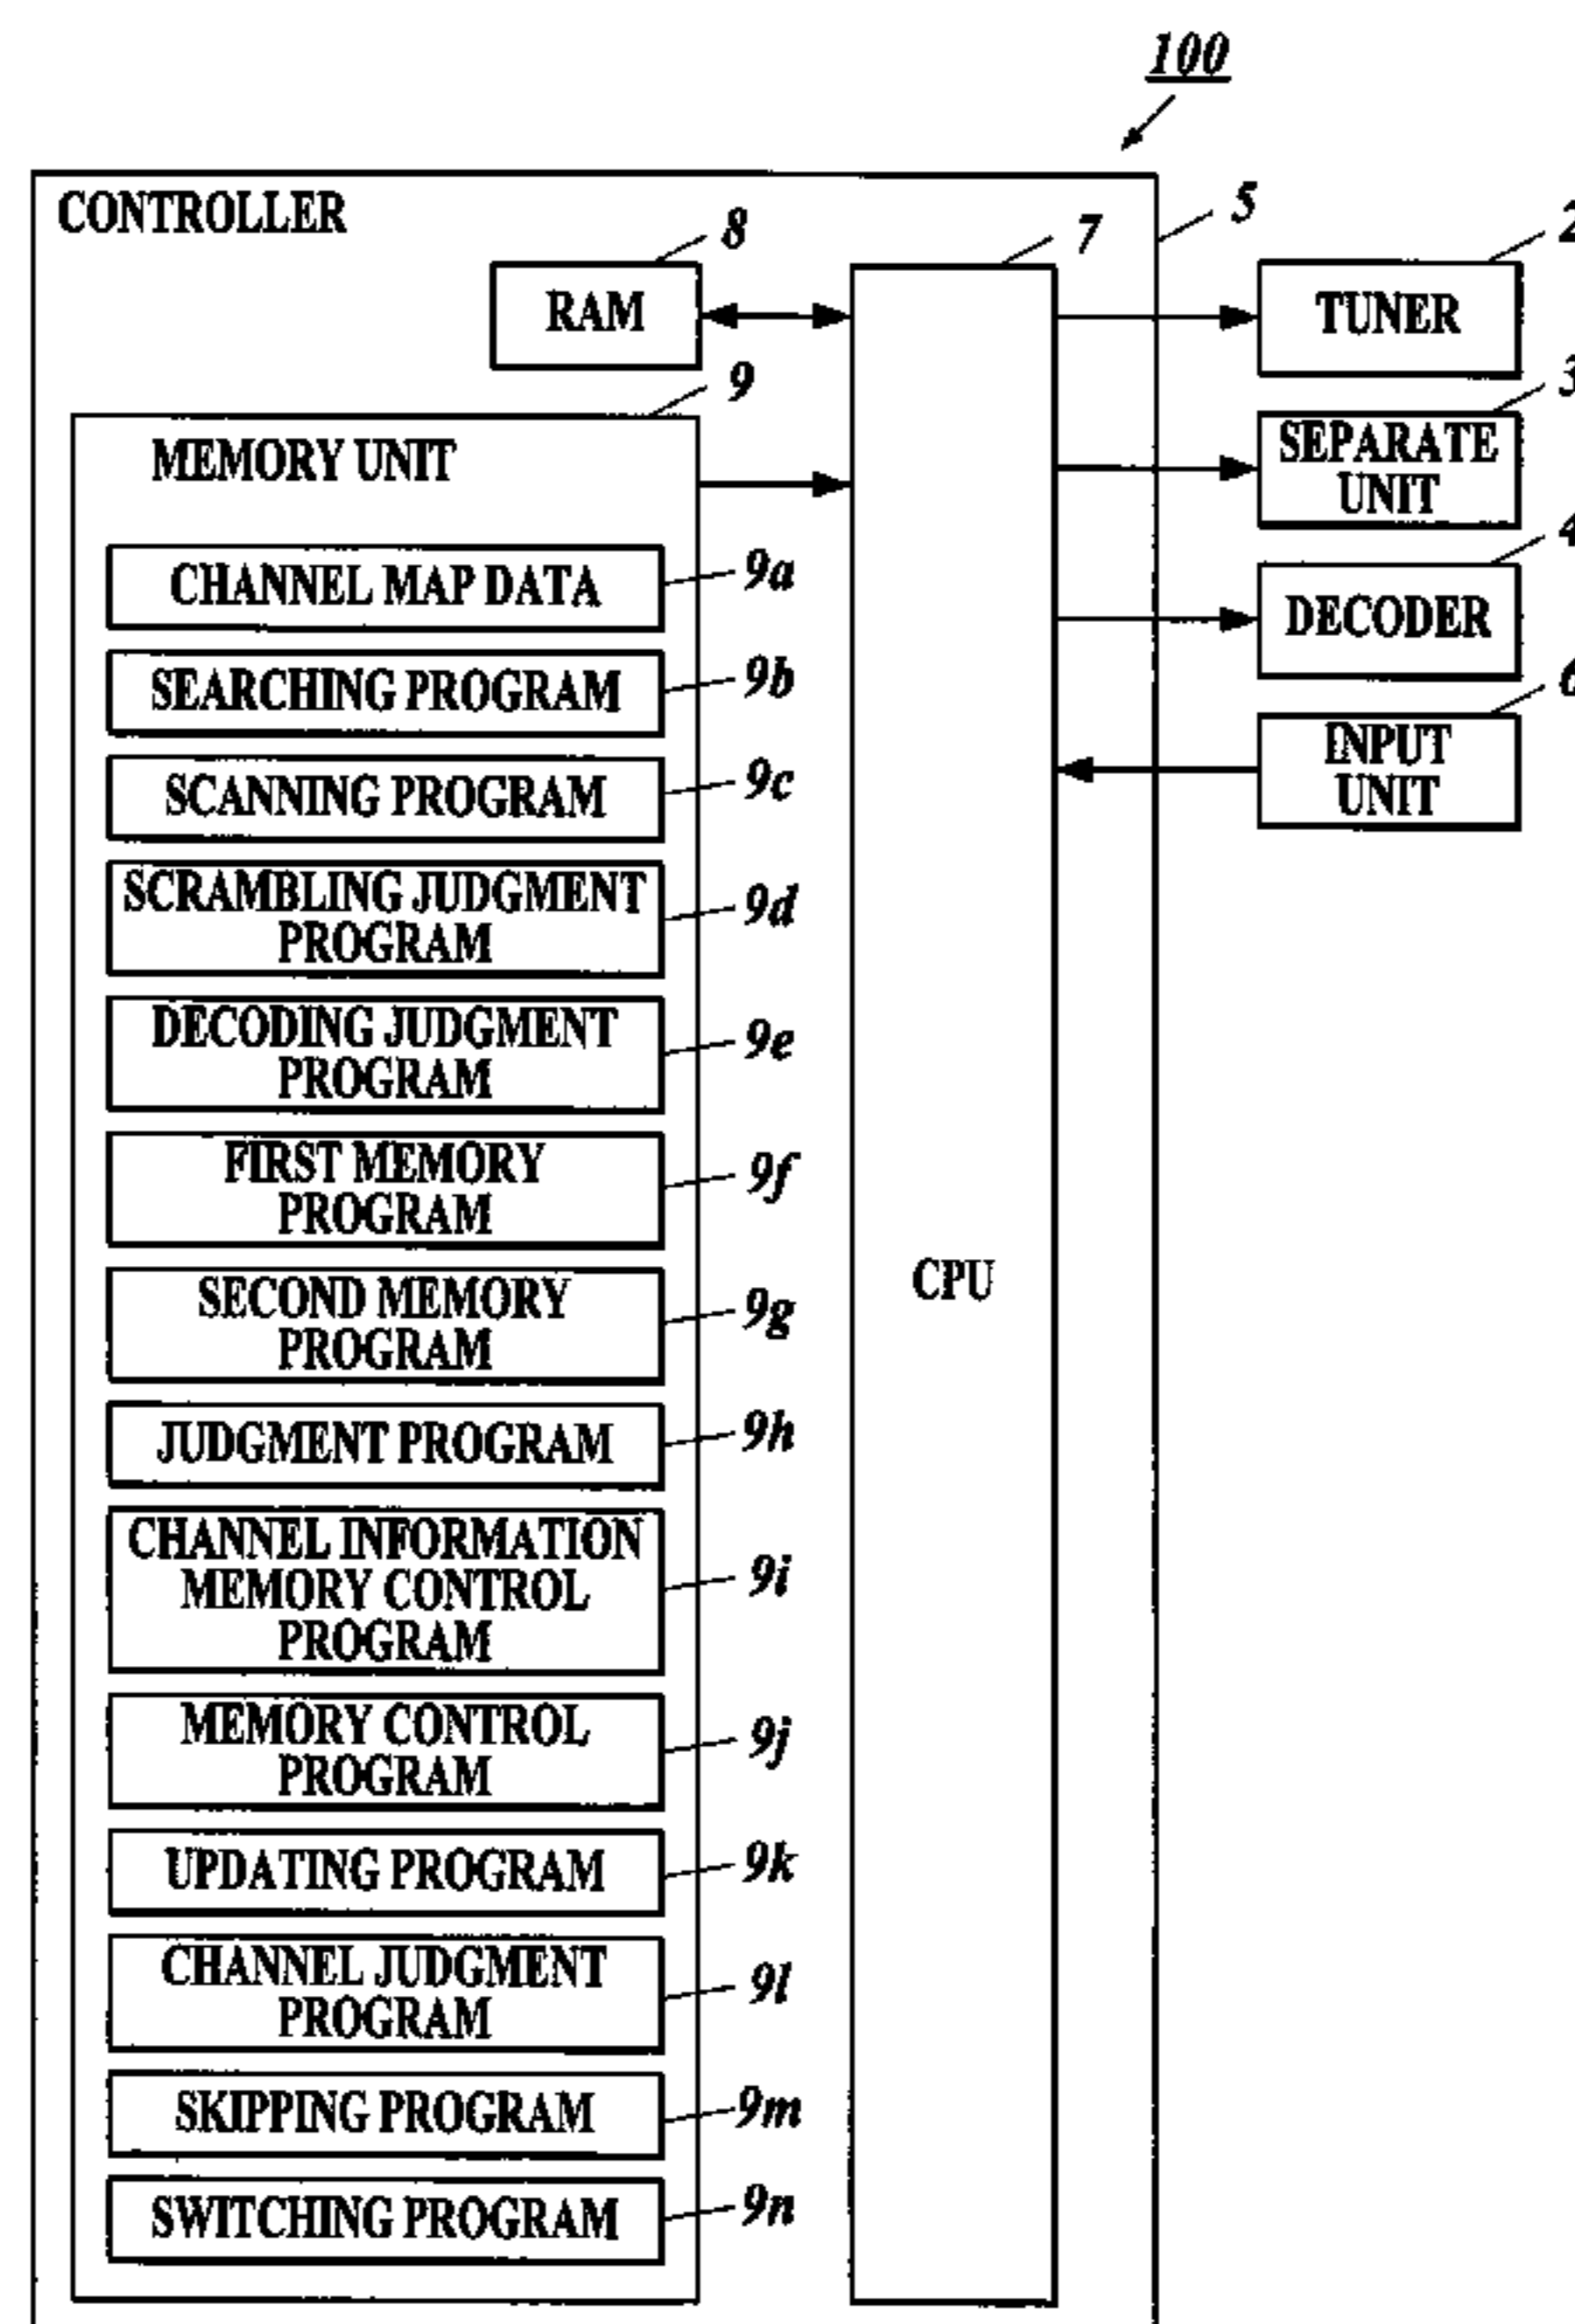 100
CONTROLLER
5
8
7
2
RAM
TUNER
9
3
MEMORY UNIT
SEPARATE
UNIT
4
CHANNEL MAP DATA
9a
DECODER
SEARCHING PROGRAM
9b
6
INPUT
UNIT
SCANNING PROGRAM
9c
SCRAMBLING JUDGMENT
PROGRAM
9d
DECODING JUDGMENT
PROGRAM
9e
FIRST MEMORY
PROGRAM
9f
CPU
SECOND MEMORY
PROGRAM
9g
JUDGMENT PROGRAM
9h
CHANNEL INFORMATION
MEMORY CONTROL
PROGRAM
9i
MEMORY CONTROL
PROGRAM
9j
UPDATING PROGRAM
9k
CHANNEL JUDGMENT
PROGRAM
9l
SKIPPING PROGRAM
9m
SWITCHING PROGRAM
9n